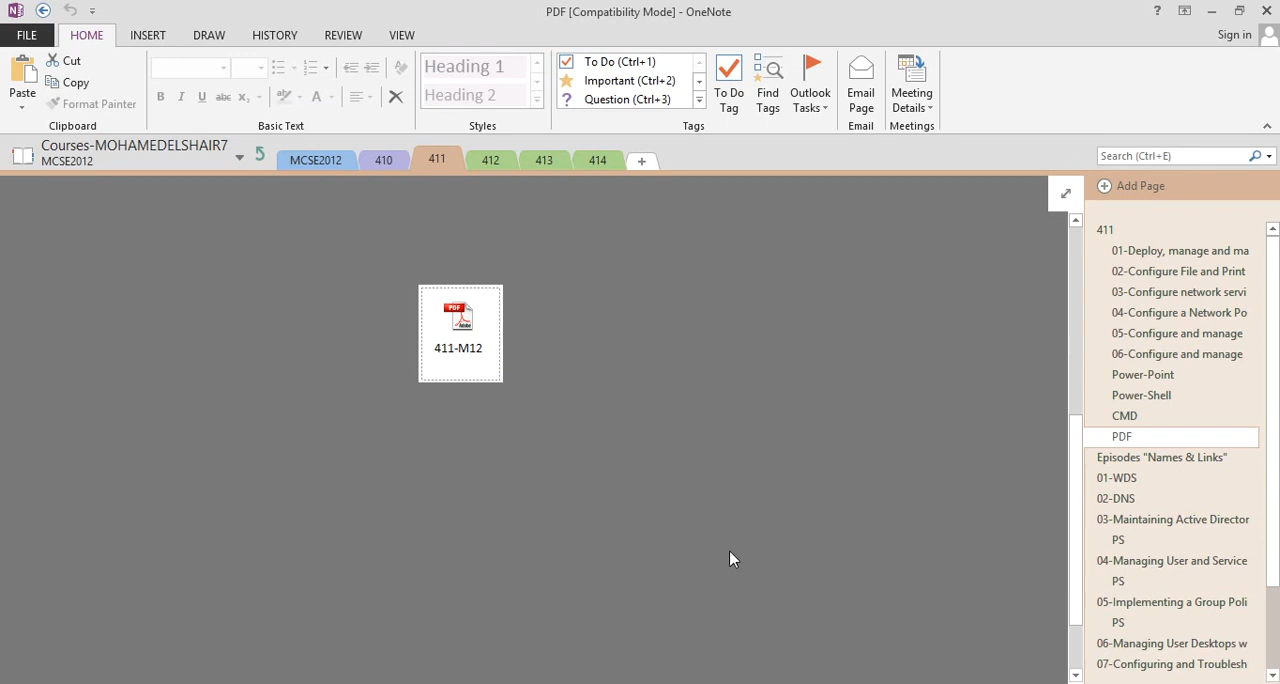 PDF [Compatibility Mode] - OneNote
?
Sign in
FILE HOME INSERT DRAW HISTORY REVIEW VIEW
Paste
Cut
Copy
Format Painter
Clipboard
B I U abc X₂ ab A
Basic Text
Heading 1
Heading 2
Styles
To Do (Ctrl+1)
Important (Ctrl+2)
? Question (Ctrl+3)
To Do
Tag
Find
Tags
Outlook
Tasks
Tags
Email
Page
Email
Meeting
Details
Meetings
Courses-MOHAMEDELSHAIR7
MCSE2012
MCSE2012 410 411 412 413 414
Search (Ctrl+E)
Add Page
PDF
Adobe
411-M12
411
01-Deploy, manage and ma
02-Configure File and Print
03-Configure network servi
04-Configure a Network Po
05-Configure and manage
06-Configure and manage
Power-Point
Power-Shell
CMD
PDF
Episodes "Names & Links"
01-WDS
02-DNS
03-Maintaining Active Director
PS
04-Managing User and Service
PS
05-Implementing a Group Poli
PS
06-Managing User Desktops w
07-Configuring and Troublesh